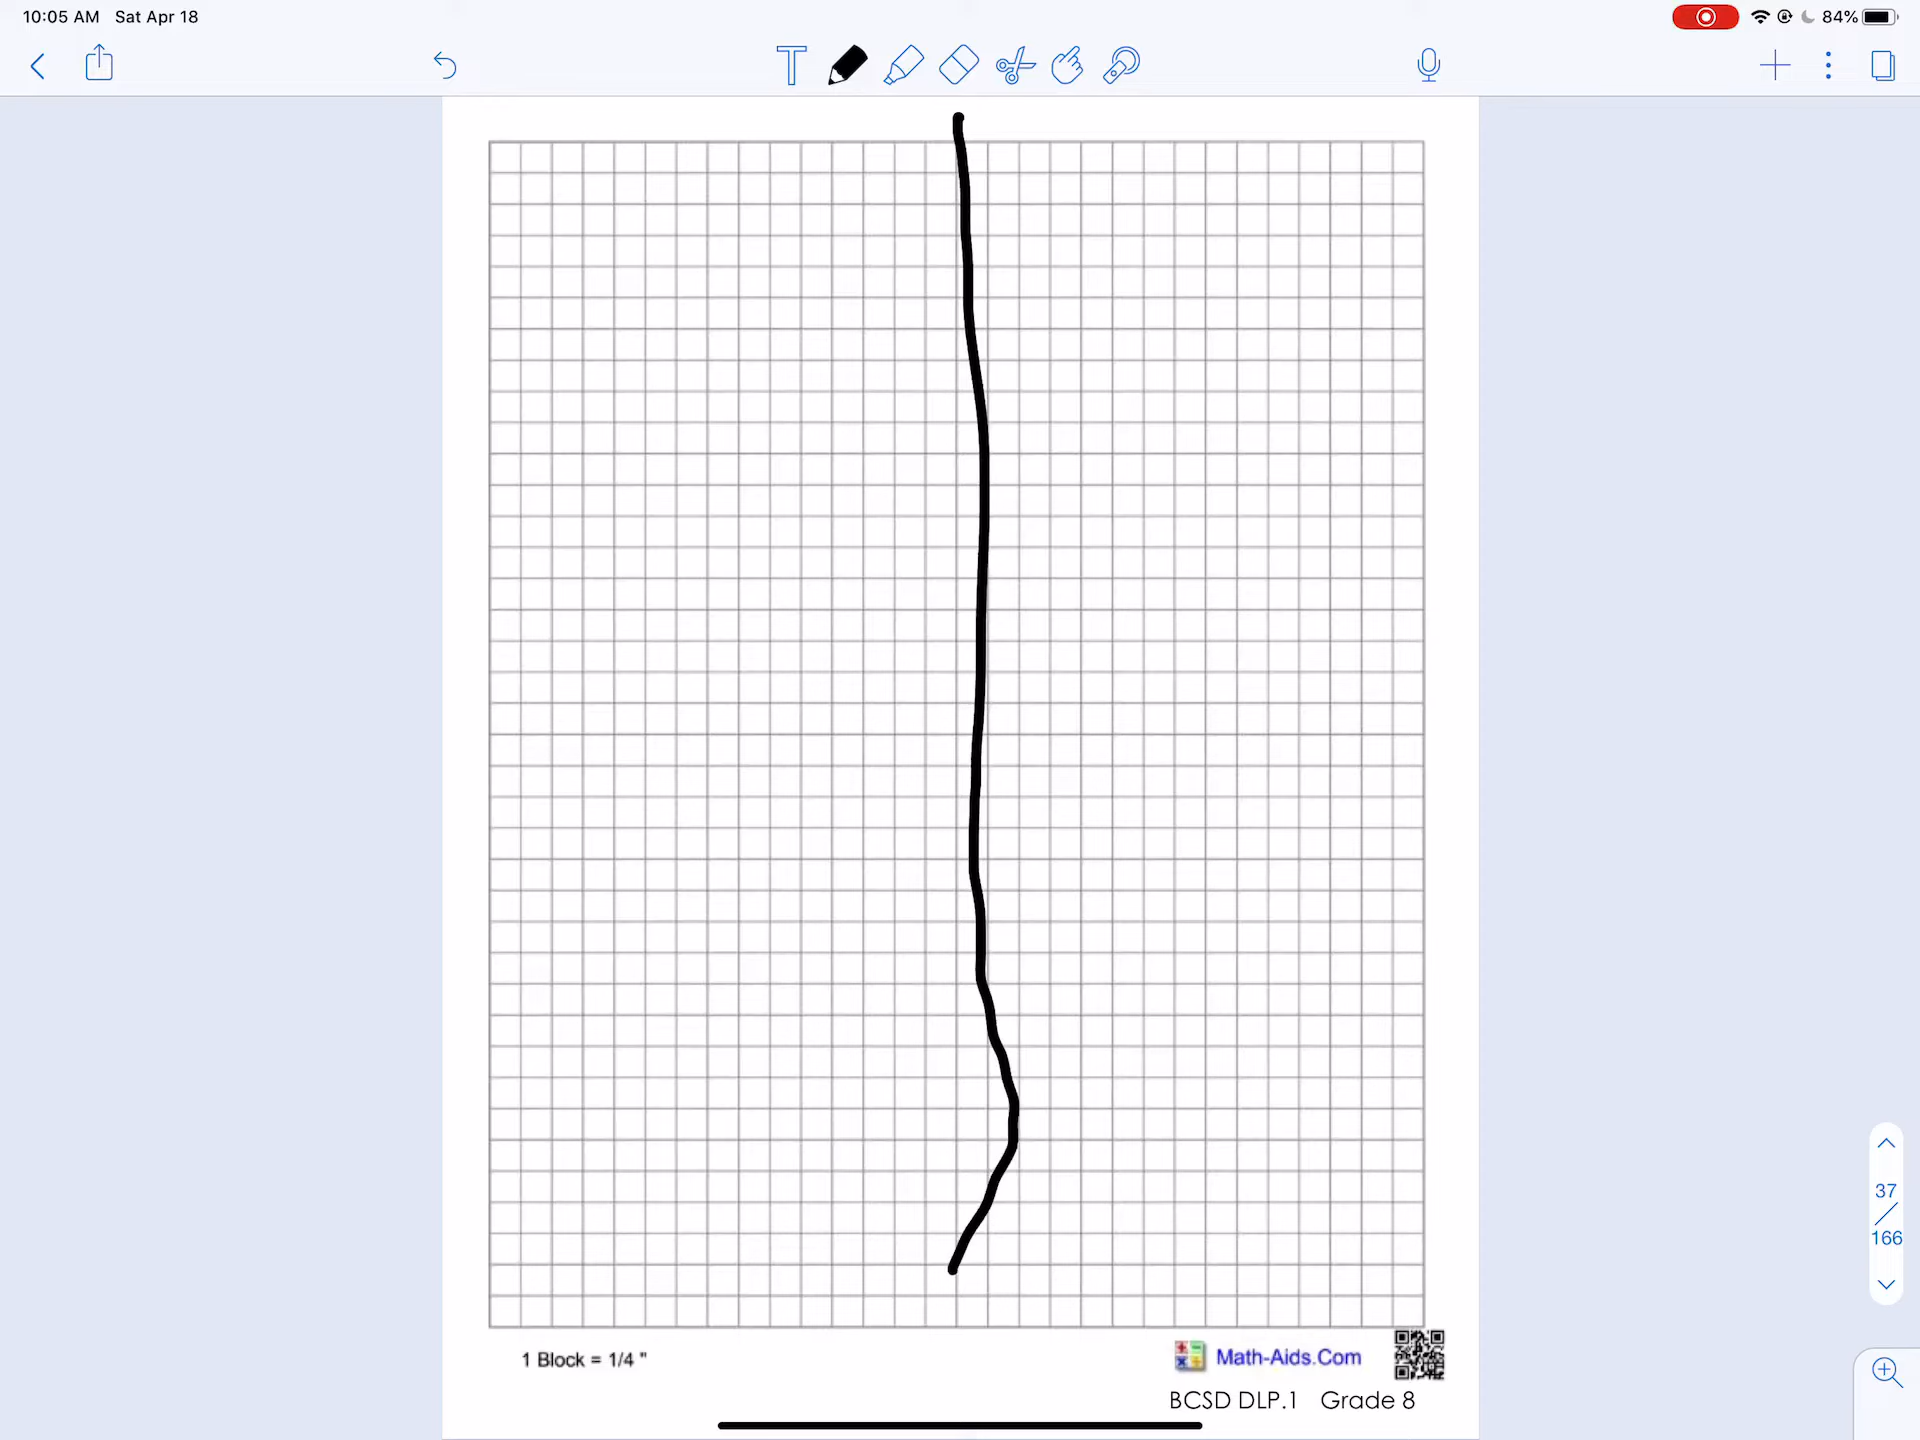 10:05 AM Sat Apr 18
84%
T
37
166
1 Block = 1/4 "
Math-Aids.Com
BCSD DLP.1 Grade 8